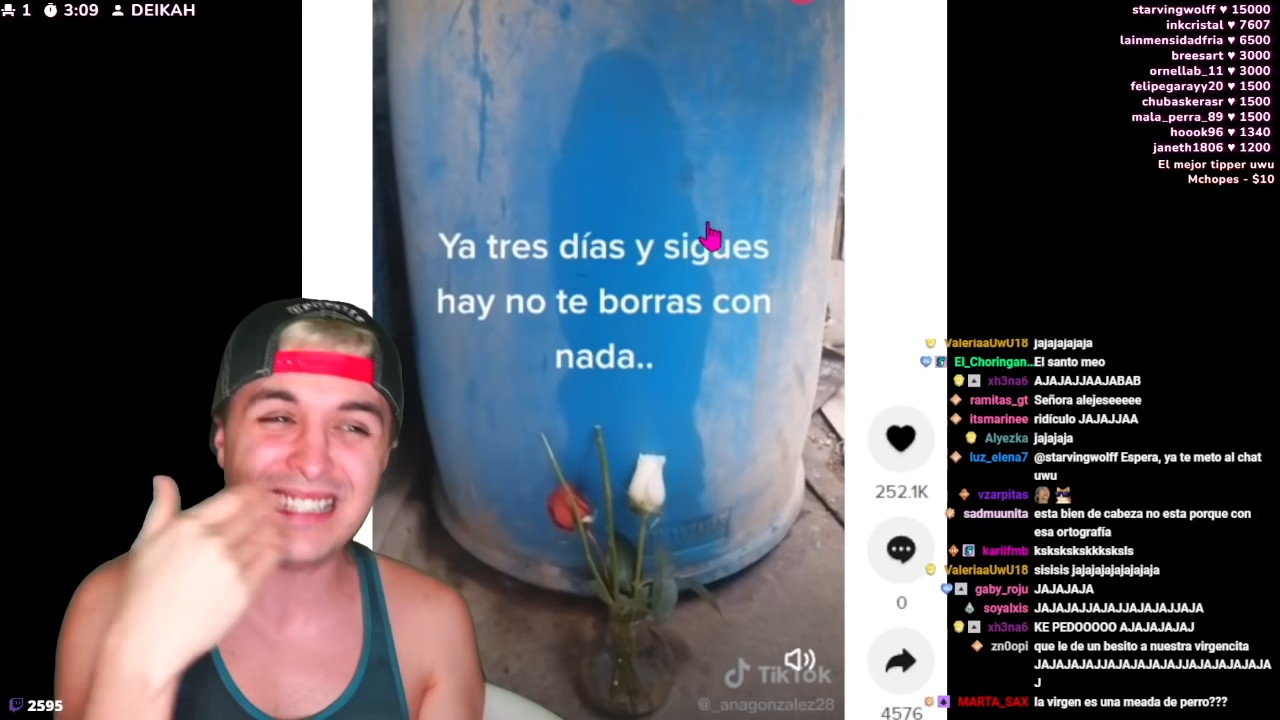 1 3:09 DEIKAH
starvingwolff ♥ 15000
inkcristal ♥ 7607
lainmensidadfria ♥ 6500
breesart ♥ 3000
ornellab_11 ♥ 3000
felipegarayy20 ♥ 1500
chubaskerasr ♥ 1500
mala_perra_89 ♥ 1500
hoook96 ♥ 1340
janeth1806 ♥ 1200
El mejor tipper uwu
Mchopes - $10
Ya tres días y sigues
hay no te borras con
nada..
252.1K
0
4576
TikTok
@_anagonzalez28
2595
ValeriaaUwU18 jajajajajaja
El_Choringan.. El santo meo
xh3na6 AJAJAJJAAJABAB
ramitas_gt Señora alejeseeeee
itsmarinee ridículo JAJAJJAA
Alyezka jajajaja
luz_elena7 @starvingwolff Espera, ya te meto al chat
uwu
vzarpitas
sadmuunita esta bien de cabeza no esta porque con
esa ortografía
kariifmb kskskskskkksksls
ValeriaaUwU18 sisisis jajajajajajajajaja
gaby_roju JAJAJAJA
soyalxis JAJAJAJJAJAJJAJAJAJJAJA
xh3na6 KE PEDOOOOO AJAJAJAJAJ
zn0opi que le de un besito a nuestra virgencita
JAJAJAJAJJAJAJAJAJAJJAJAJAJAJAJA
J
MARTA_SAX la virgen es una meada de perro???